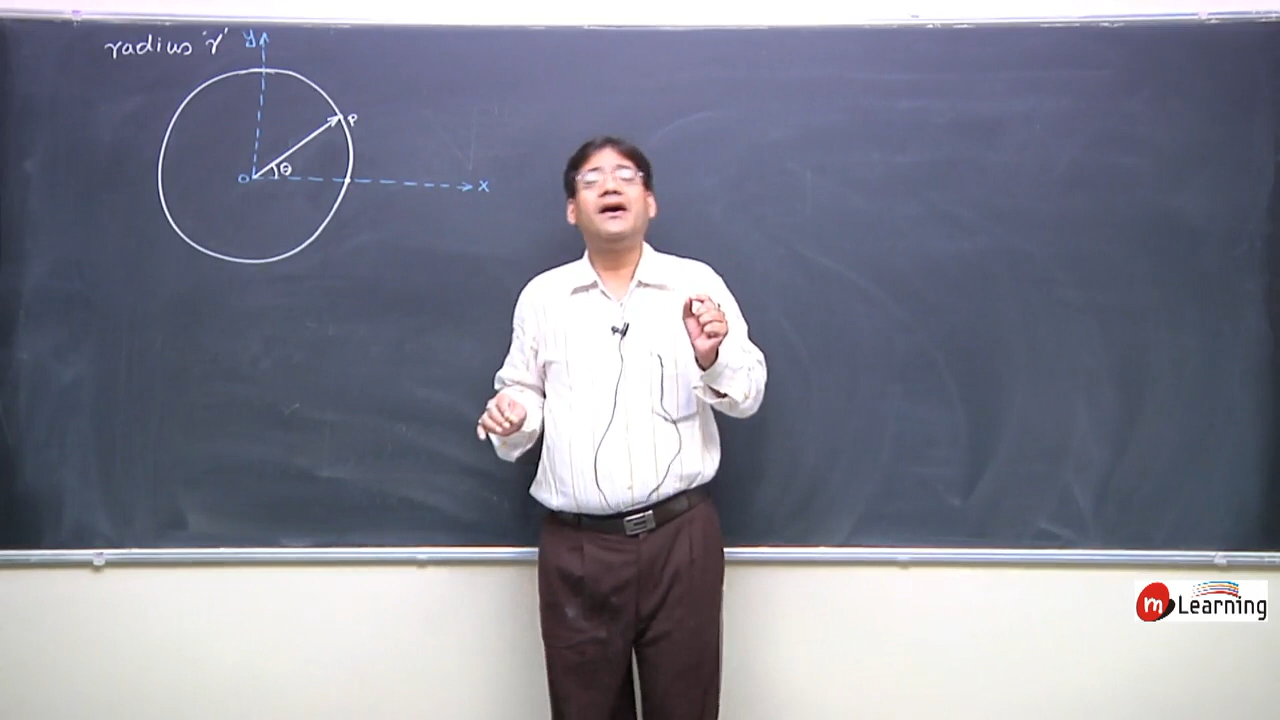 radius 'r'
y
P
θ
O
x
m Learning